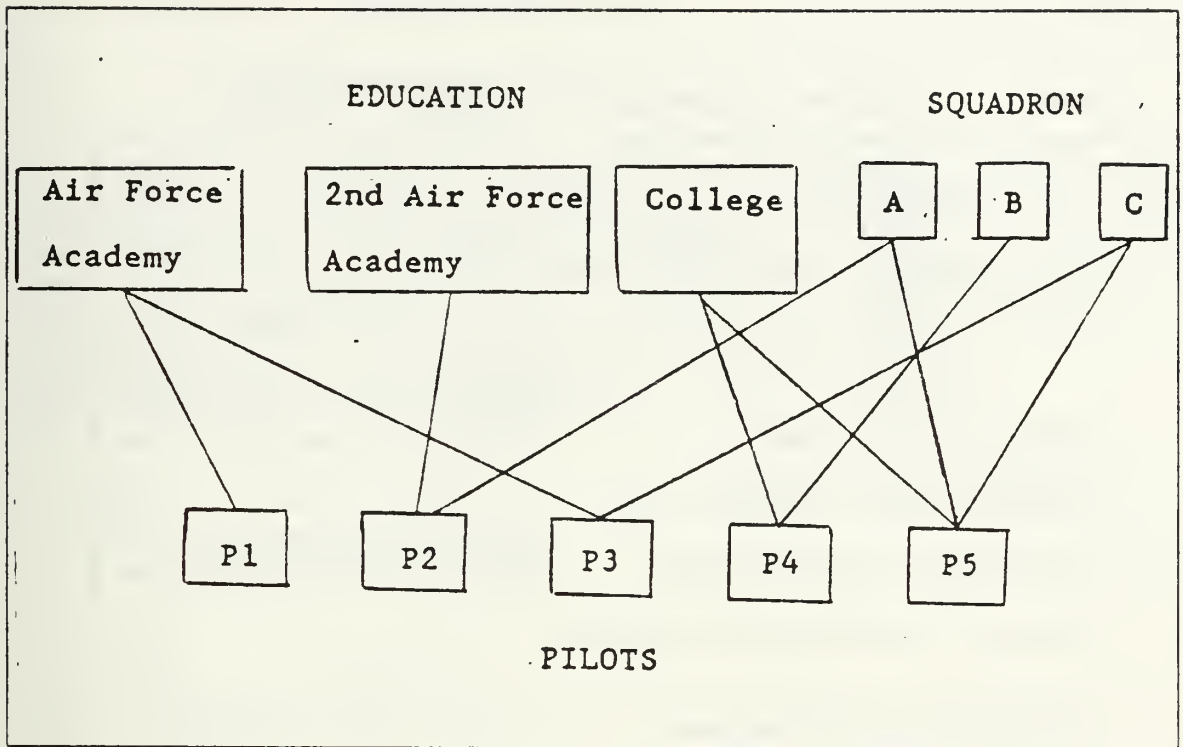 EDUCATION
SQUADRON
Air Force
Academy
2nd Air Force
Academy
College
A
B
C
P1
P2
P3
P4
P5
PILOTS